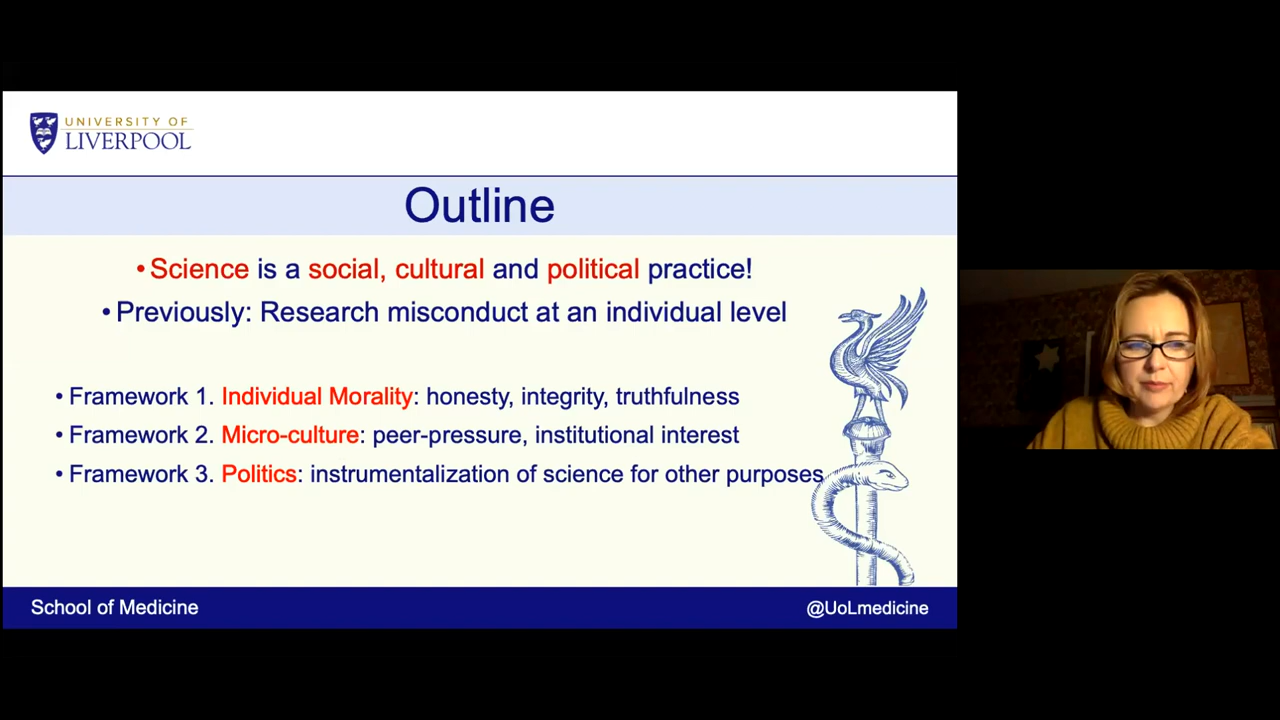 UNIVERSITY OF
LIVERPOOL
Outline
•Science is a social, cultural and political practice!
•Previously: Research misconduct at an individual level
• Framework 1. Individual Morality: honesty, integrity, truthfulness
• Framework 2. Micro-culture: peer-pressure, institutional interest
• Framework 3. Politics: instrumentalization of science for other purposes
School of Medicine
@UoLmedicine